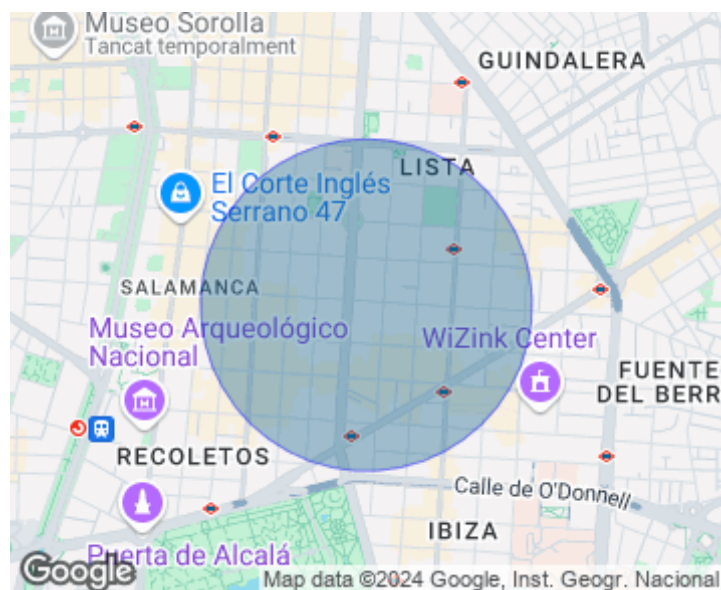 Museo Sorolla
Tancat temporalment
GUINDALERA
LISTA
El Corte Inglés
Serrano 47
SALAMANCA
Museo Arqueológico
Nacional
WiZink Center
FUENTE
DEL BERR
RECOLETOS
Calle de O'Donnell
IBIZA
Puerta de Alcalá
Google
Map data ©2024 Google, Inst. Geogr. Nacional